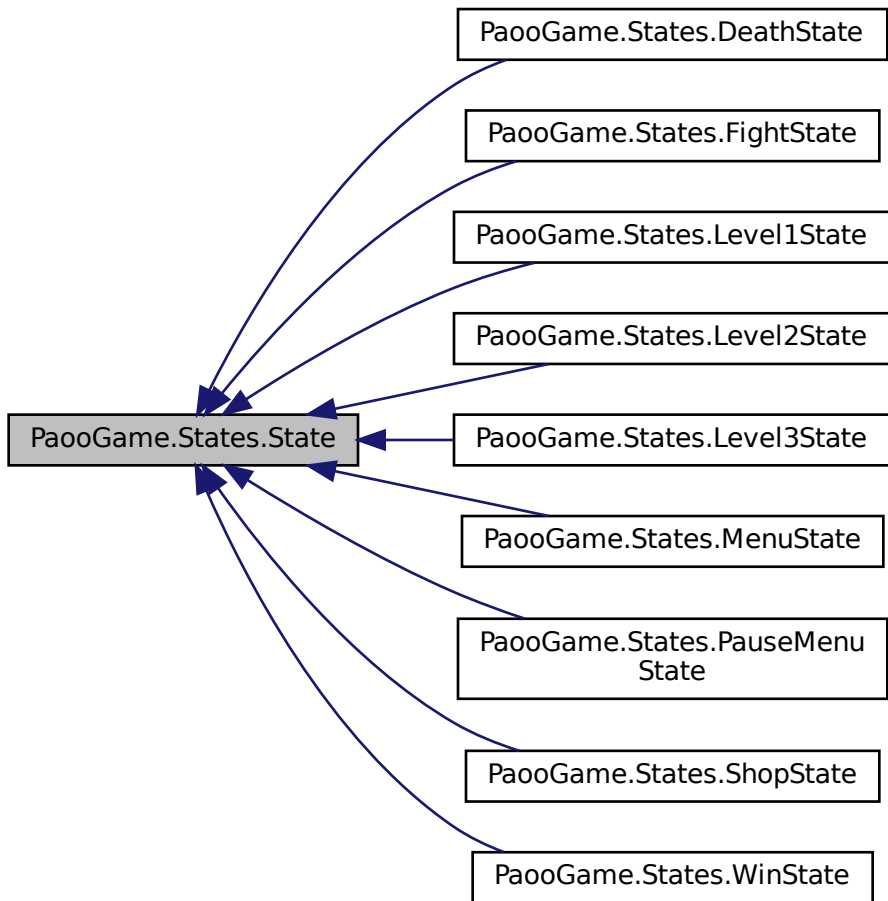 PaooGame.States.DeathState
PaooGame.States.FightState
PaooGame.States.Level1State
PaooGame.States.Level2State
PaooGame.States.State
PaooGame.States.Level3State
PaooGame.States.MenuState
PaooGame.States.PauseMenu
State
PaooGame.States.ShopState
PaooGame.States.WinState